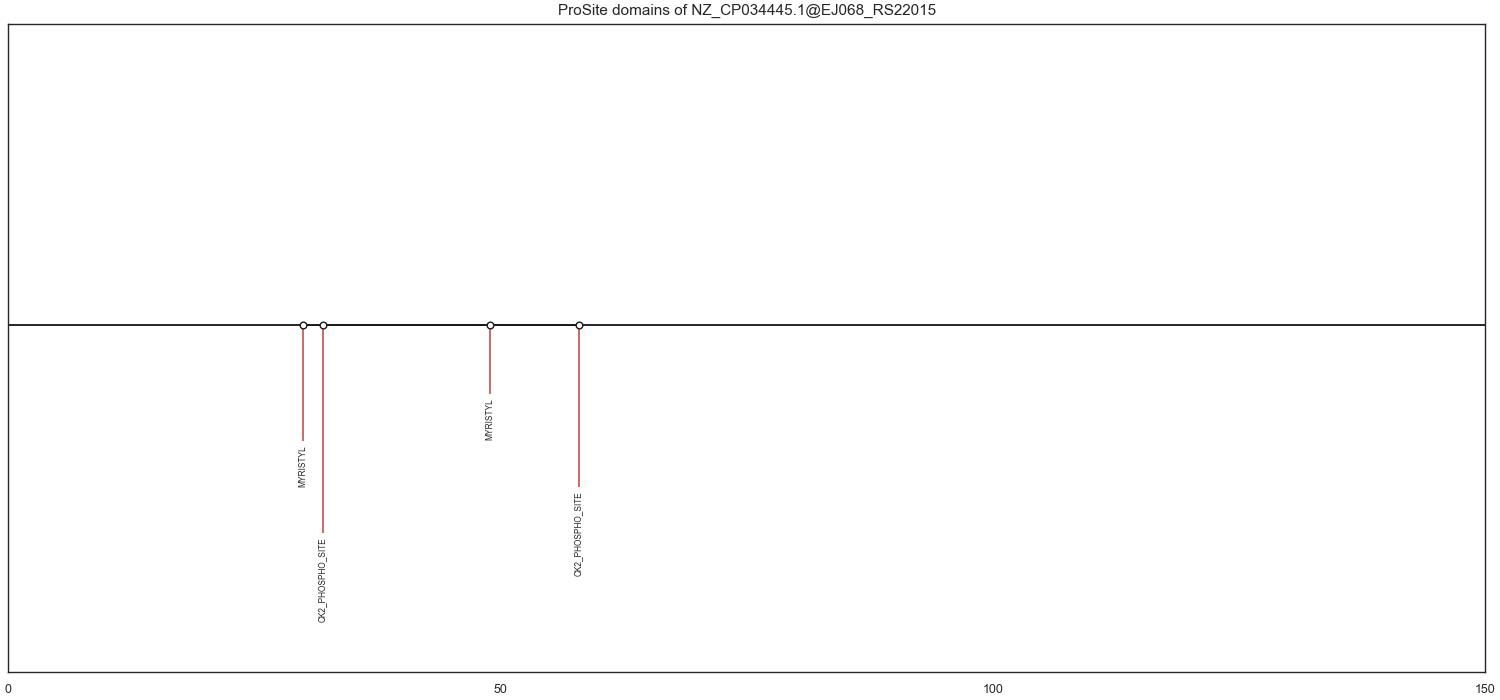 ProSite domains of NZ_CP034445.1@EJ068_RS22015
MYRISTYL
CK2_PHOSPHO_SITE
MYRISTYL
CK2_PHOSPHO_SITE
0
50
100
150